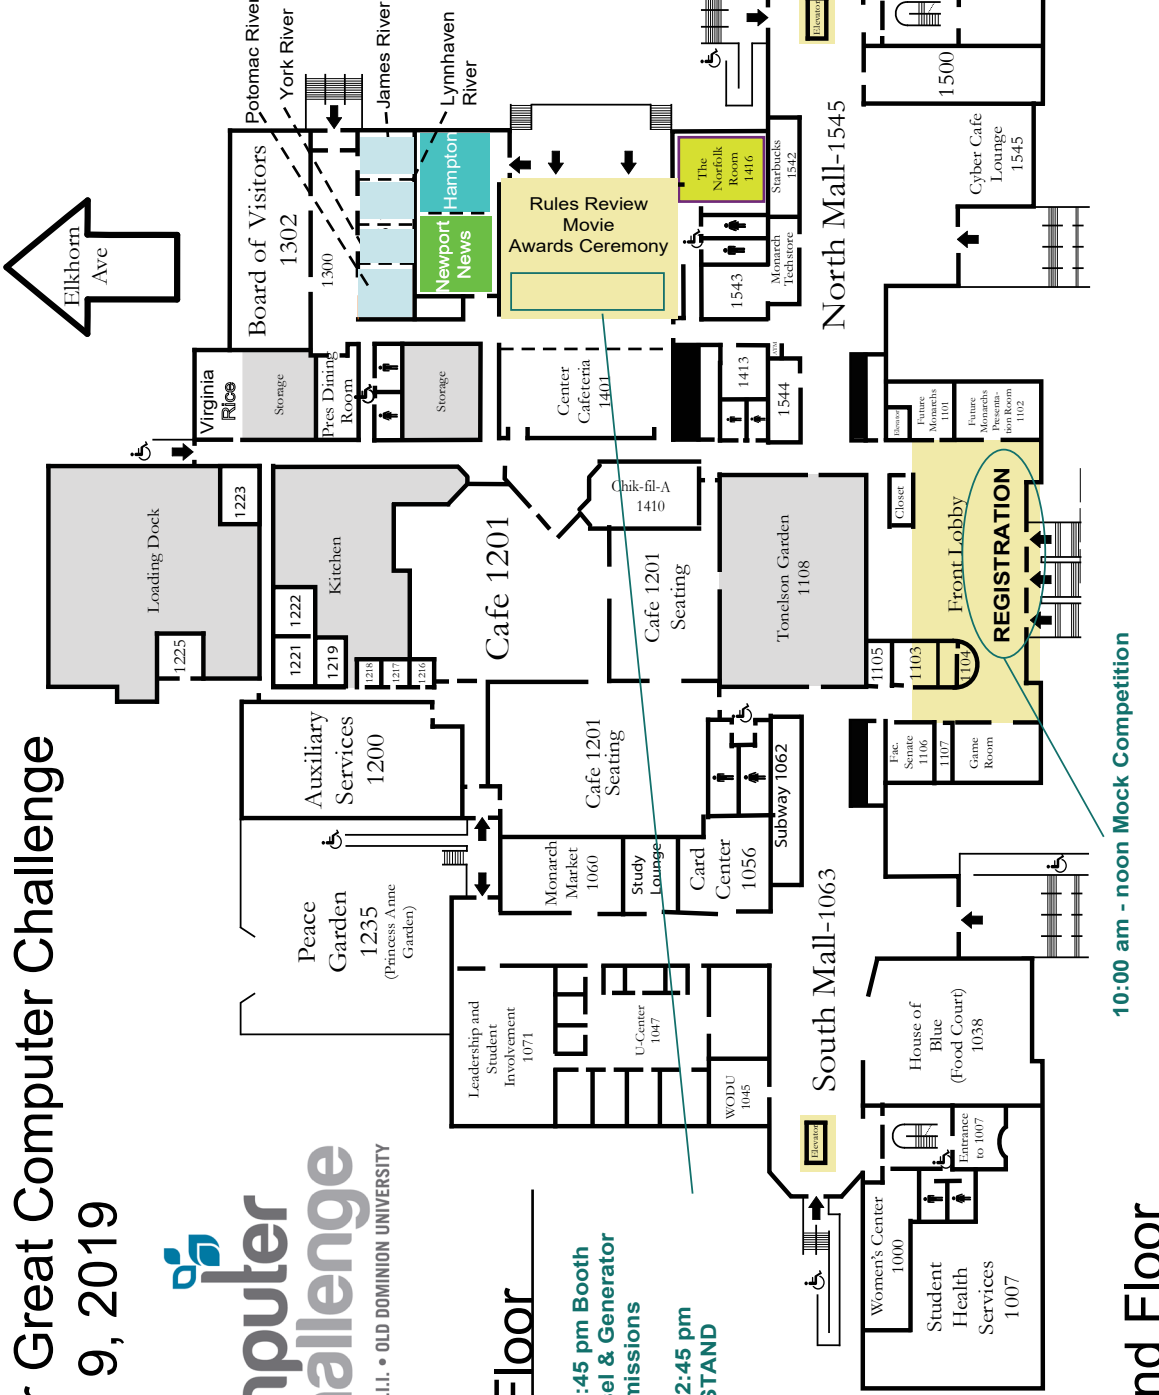 Great Computer Challenge
9, 2019
mputer
allenge
OLD DOMINION UNIVERSITY
Floor
:45 pm Booth
& Generator
2:45 pm
STAND
Floor
10:00 am - noon Mock Competition
Elkhorn
Ave
Potomac River
York River
James River
Lynnhaven
River
Board of Visitors
1302
1300
Hampton
Newport
News
Rules Review
Movie
Awards Ceremony
The
Norfolk
Room
1416
Starbucks
1542
Monarch
Techstore
1543
Elevator
North Mall-1545
1500
Cyber Cafe
Lounge
1545
Virginia
Rice
Storage
Pres Dining
Room
Storage
Center
Cafeteria
1401
1413
ATM
1544
Elevator
Future
Monarchs
1101
Future
Monarchs
Presenta-
tion Room
1102
Loading Dock
1223
1225
Kitchen
1222
1221
1219
1218
1217
1216
Cafe 1201
Chik-fil-A
1410
Cafe 1201
Seating
Tonelson Garden
1108
Closet
Front Lobby
REGISTRATION
1105
1103
1104
Auxiliary
Services
1200
Cafe 1201
Seating
Subway 1062
Fac.
Senate
1106
1107
Game
Room
Peace
Garden
1235
(Princess Anne
Garden)
Monarch
Market
1060
Study
Lounge
Card
Center
1056
South Mall-1063
Leadership and
Student
Involvement
1071
U-Center
1047
WODU
1045
House of
Blue
(Food Court)
1038
Elevator
Entrance
to 1007
Women's Center
1000
Student
Health
Services
1007